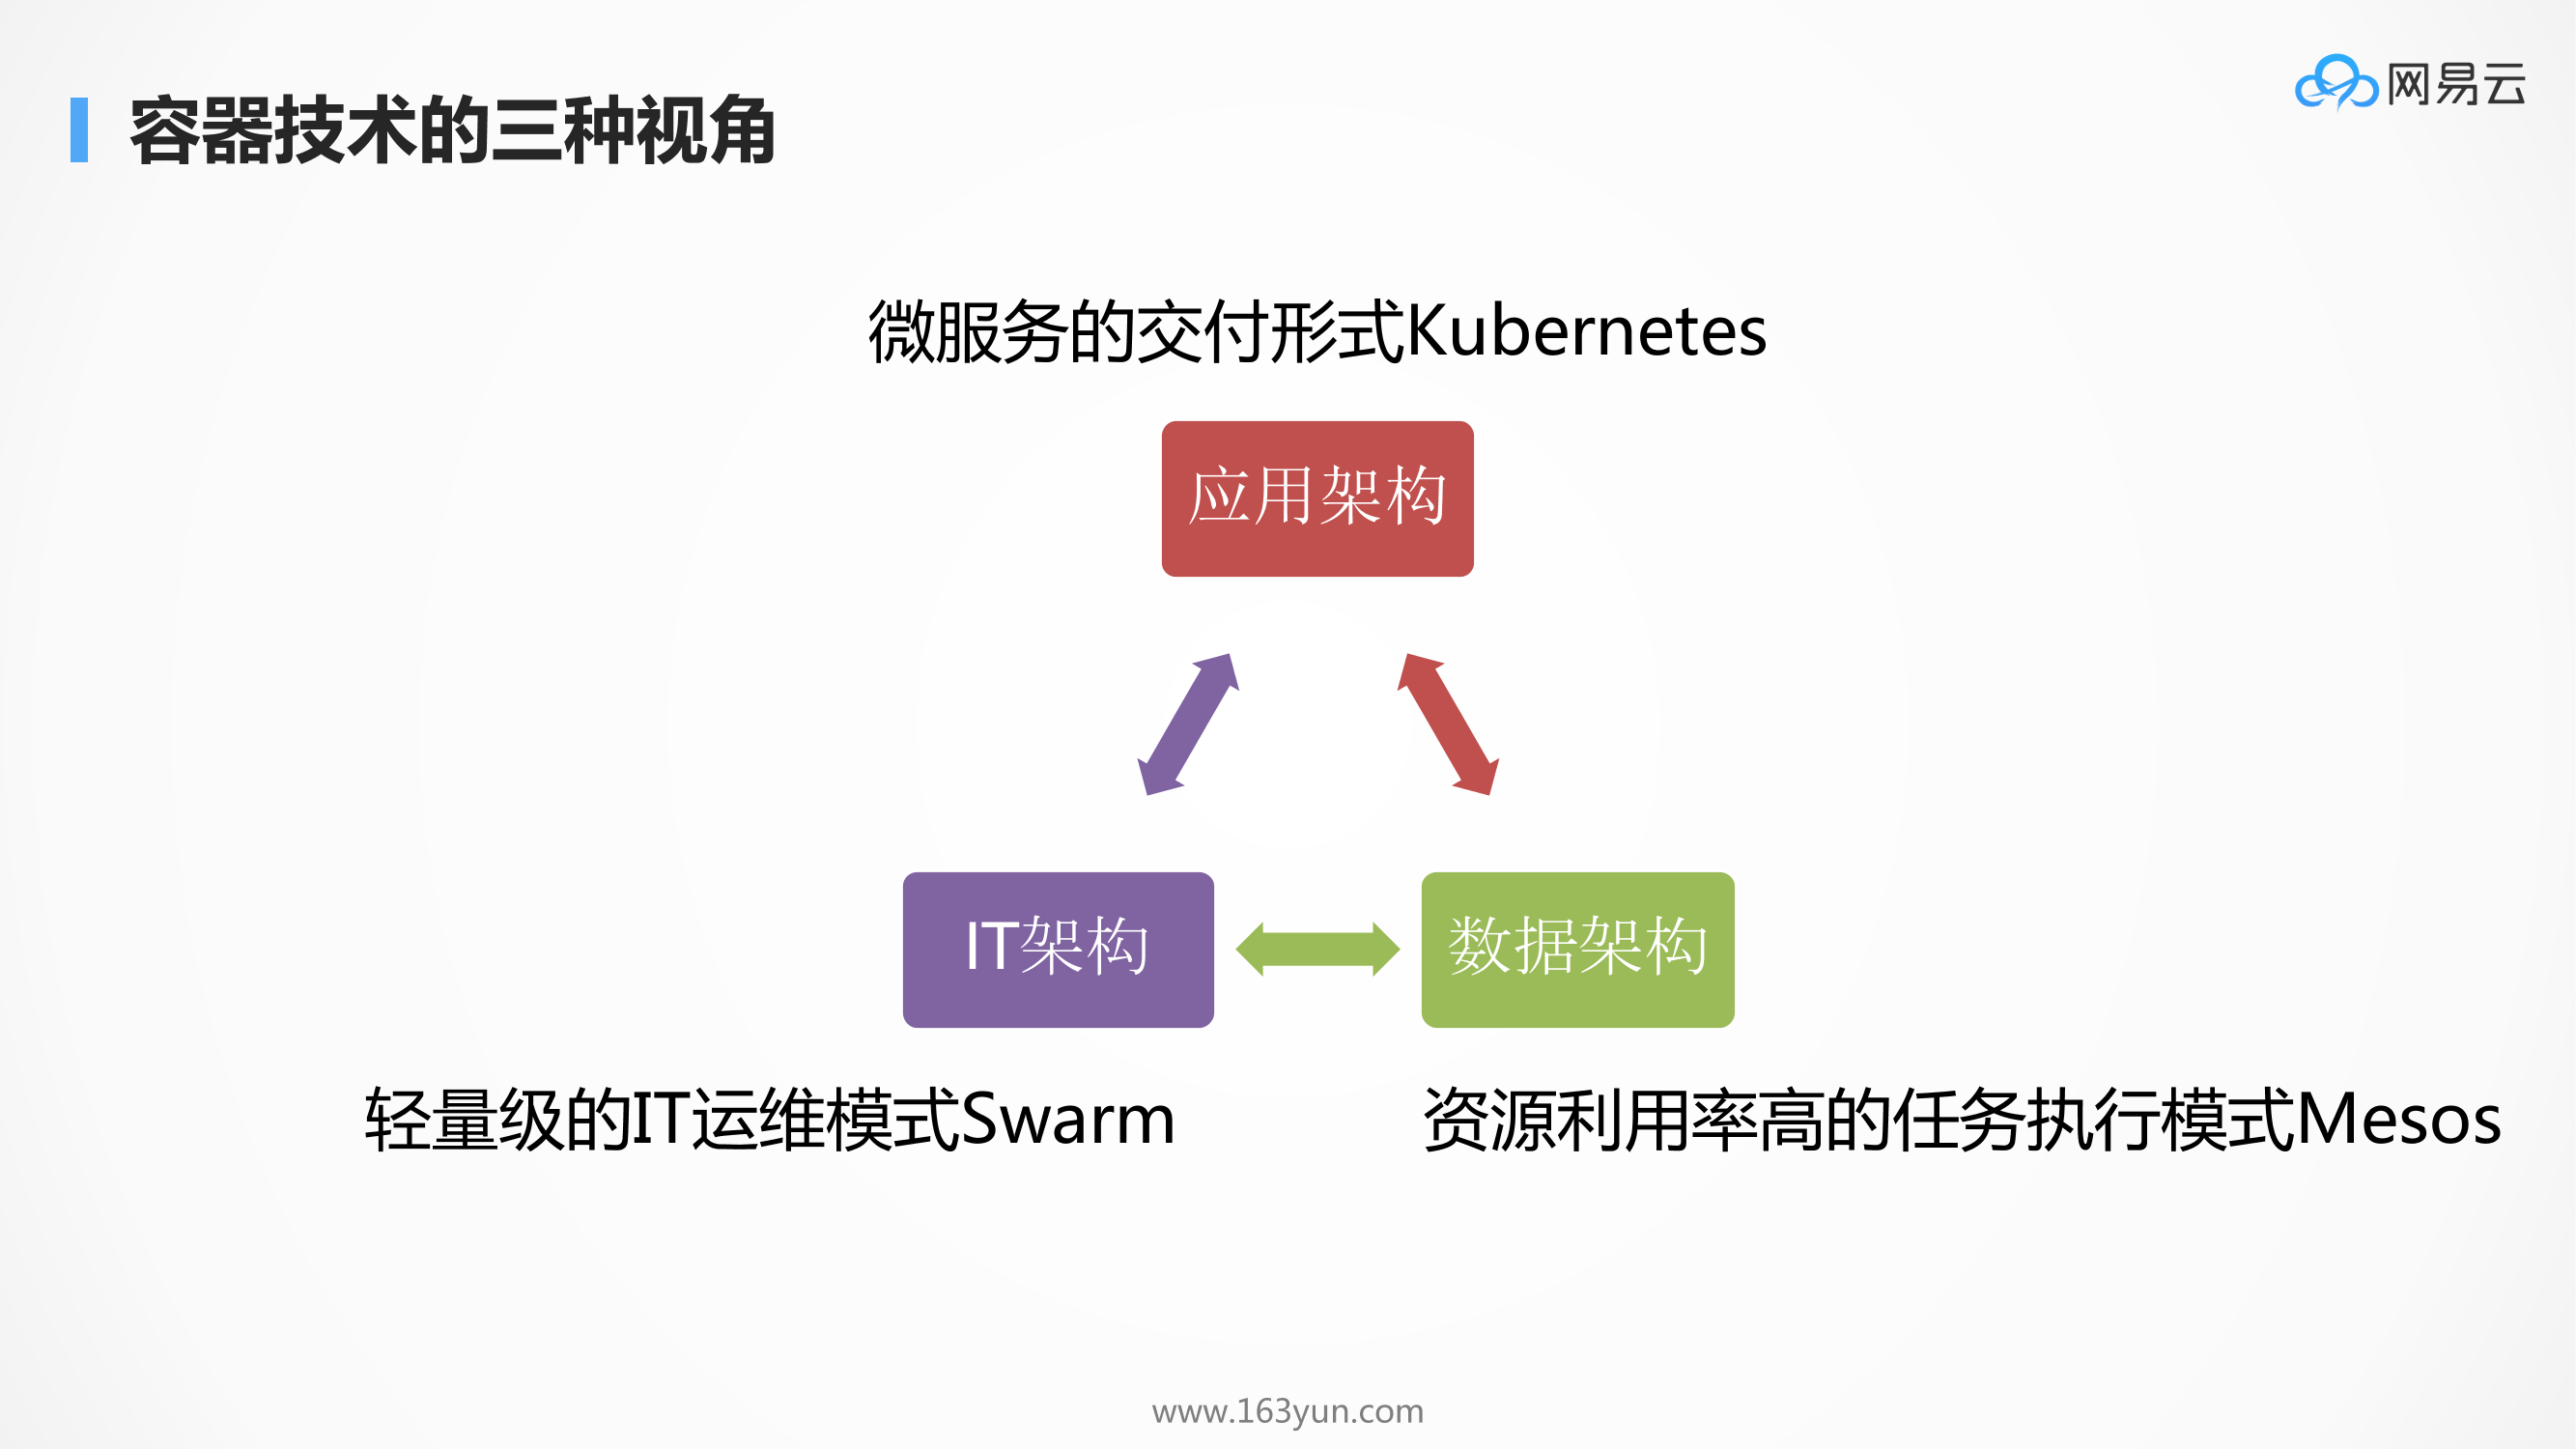 容器技术的三种视角
网易云
微服务的交付形式Kubernetes
应用架构
IT架构
数据架构
轻量级的IT运维模式Swarm
资源利用率高的任务执行模式Mesos
www.163yun.com